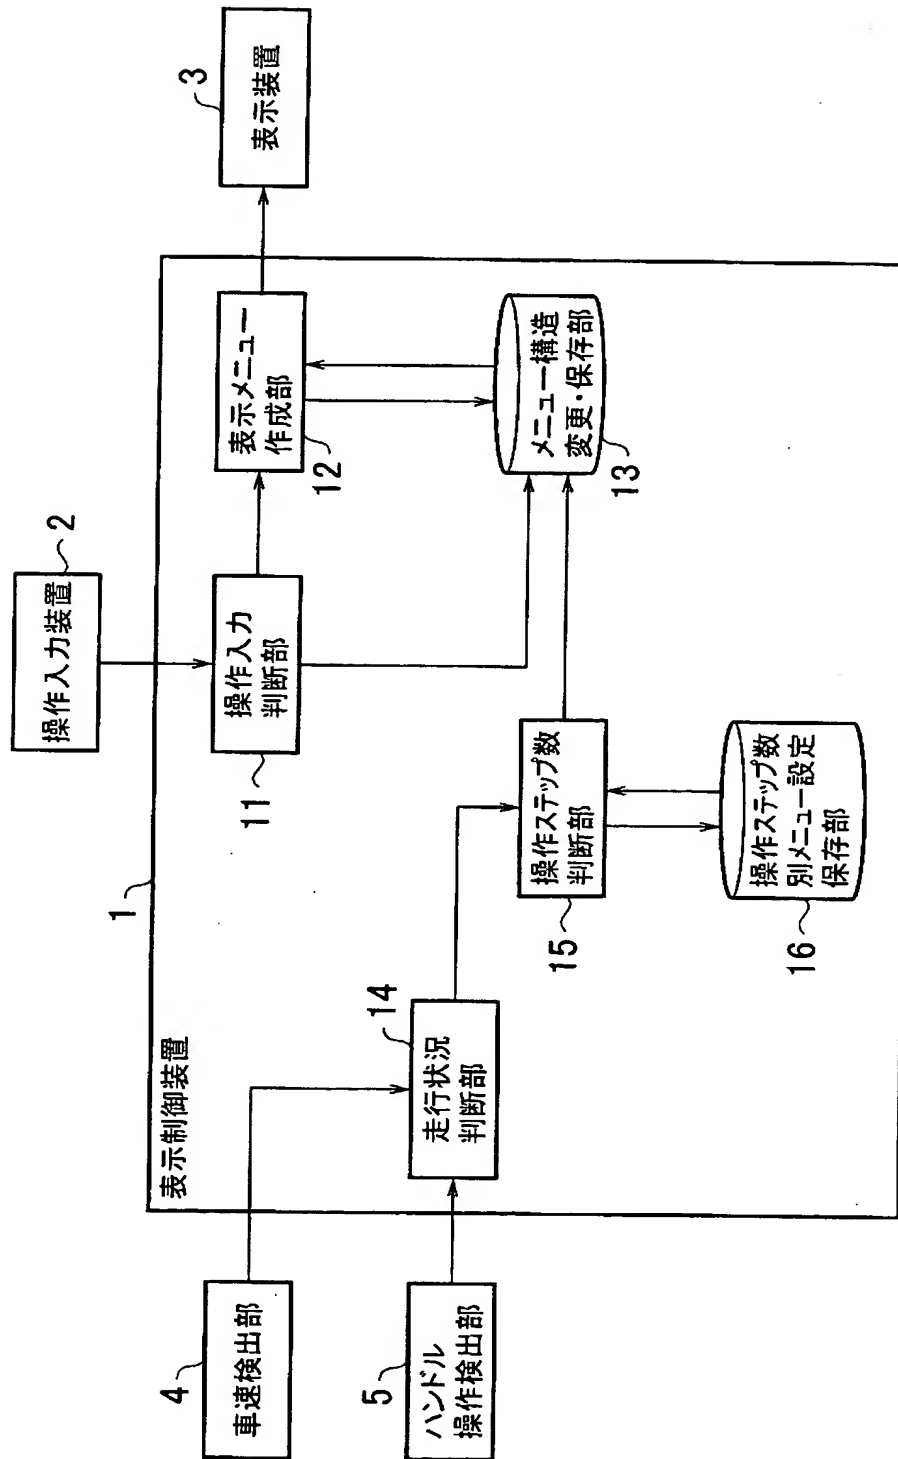 表示制御装置
1
操作入力装置
2
表示装置
3
車速検出部
4
ハンドル
操作検出部
5
操作入力
判断部
11
表示メニュー
作成部
12
メニュー構造
変更・保存部
13
走行状況
判断部
14
操作ステップ数
判断部
15
操作ステップ数
別メニュー設定
保存部
16